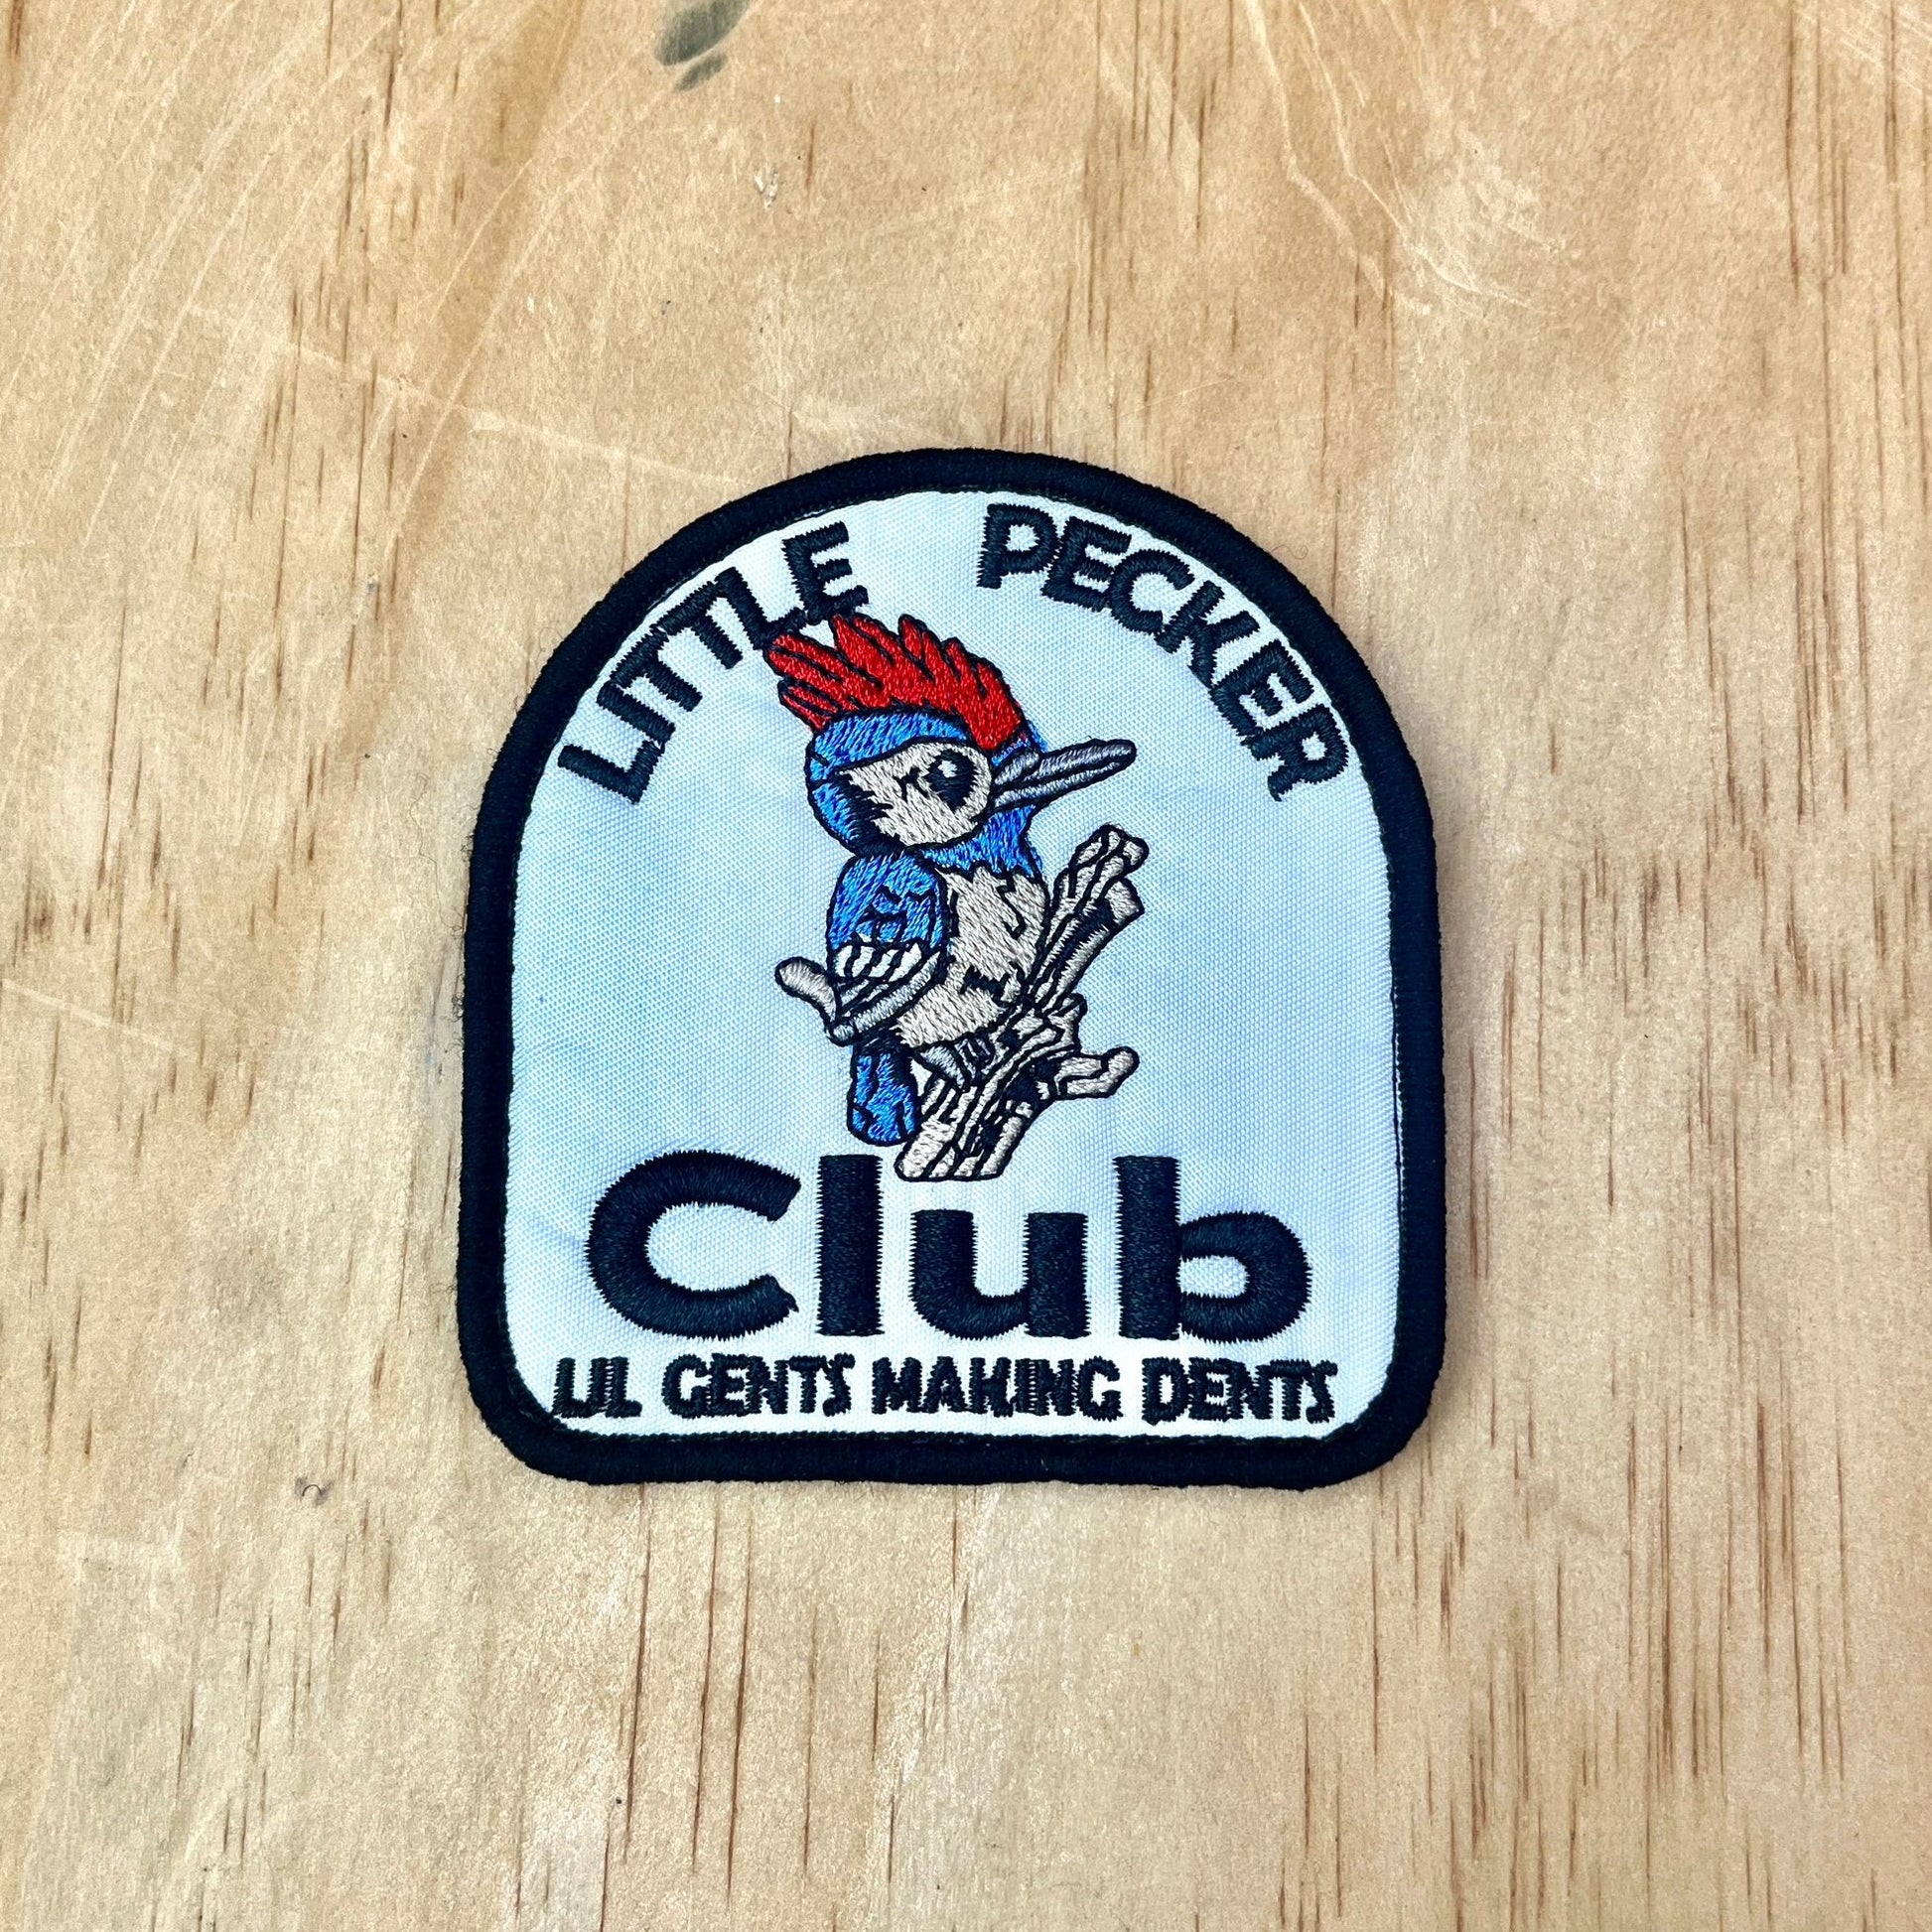 LITTLE PECKER
Club
LIL GENTS MAKING DENTS